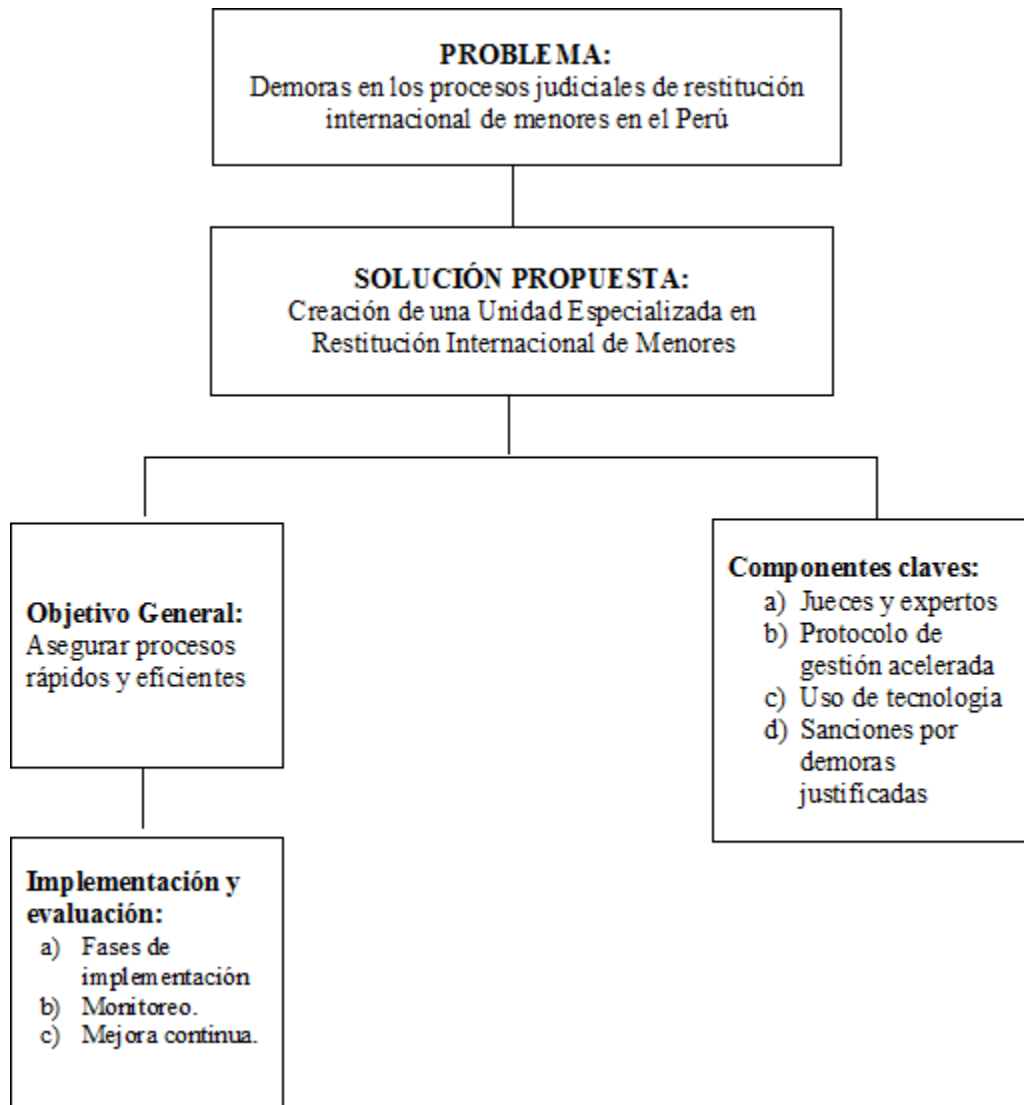 PROBLEMA:
Demoras en los procesos judiciales de restitución
internacional de menores en el Perú
SOLUCIÓN PROPUESTA:
Creación de una Unidad Especializada en
Restitución Internacional de Menores
Objetivo General:
Asegurar procesos
rápidos y eficientes
Componentes claves:
a) Jueces y expertos
b) Protocolo de
gestión acelerada
c) Uso de tecnología
d) Sanciones por
demoras
justificadas
Implementación y
evaluación:
a) Fases de
implementación
b) Monitoreo.
c) Mejora continua.